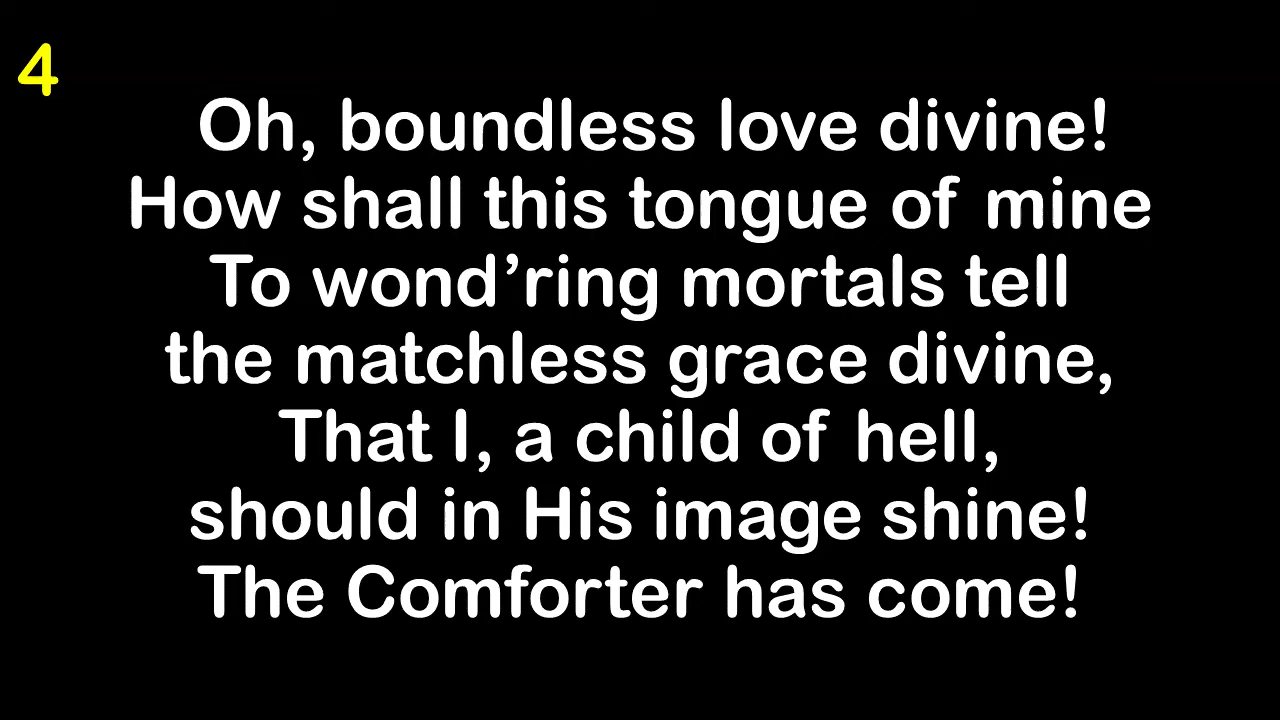 4
Oh, boundless love divine!
How shall this tongue of mine
To wond’ring mortals tell
the matchless grace divine,
That I, a child of hell,
should in His image shine!
The Comforter has come!